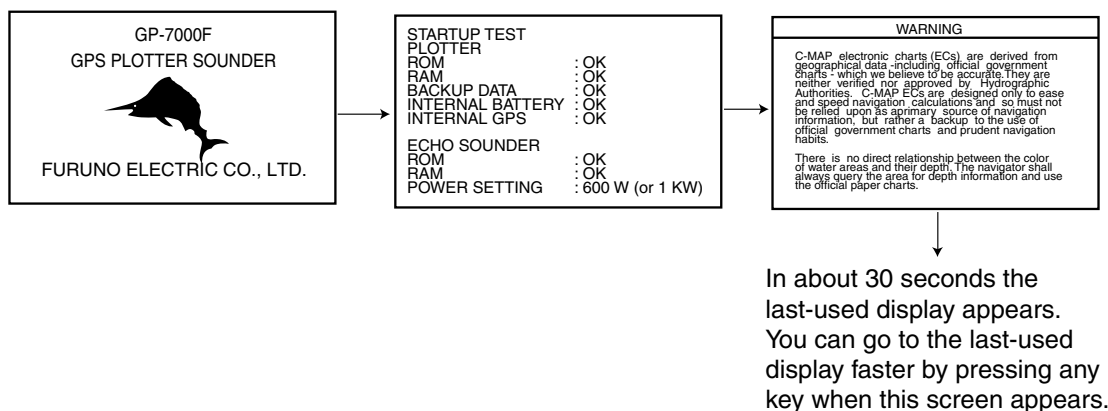 GP-7000F
GPS PLOTTER SOUNDER
FURUNO ELECTRIC CO., LTD.
STARTUP TEST
PLOTTER
ROM : OK
RAM : OK
BACKUP DATA : OK
INTERNAL BATTERY : OK
INTERNAL GPS : OK
ECHO SOUNDER
ROM : OK
RAM : OK
POWER SETTING : 600 W (or 1 KW)
WARNING
C-MAP electronic charts (ECs) are derived from
geographical data -including official government
charts - which we believe to be accurate.They are
neither verified nor approved by Hydrographic
Authorities. C-MAP ECs are designed only to ease
and speed navigation calculations and so must not
be relied upon as aprimary source of navigation
information, but rather a backup to the use of
official government charts and prudent navigation
habits.
There is no direct relationship between the color
of water areas and their depth. The navigator shall
always query the area for depth information and use
the official paper charts.
In about 30 seconds the
last-used display appears.
You can go to the last-used
display faster by pressing any
key when this screen appears.